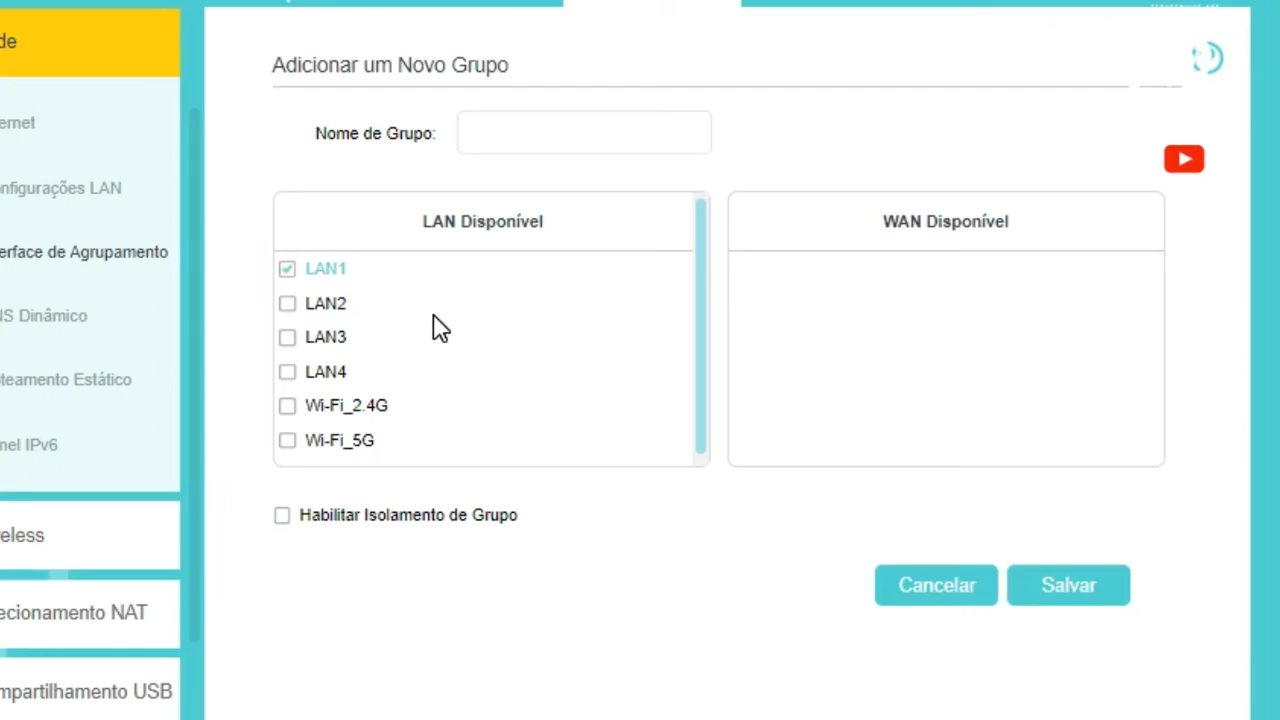 de
ernet
nfigurações LAN
erface de Agrupamento
NS Dinâmico
teamento Estático
nel IPv6
eless
ecionamento NAT
mpartilhamento USB
Adicionar um Novo Grupo
Nome de Grupo:
LAN Disponível
LAN1
LAN2
LAN3
LAN4
Wi-Fi_2.4G
Wi-Fi_5G
WAN Disponível
Habilitar Isolamento de Grupo
Cancelar
Salvar